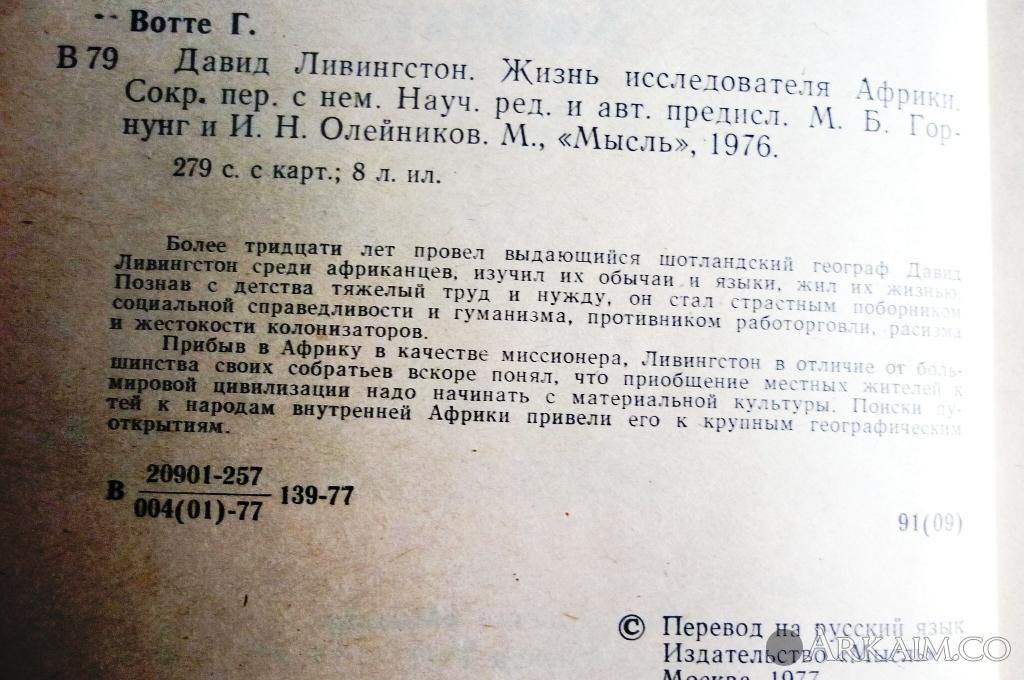 Вотте Г.
В 79 Давид Ливингстон. Жизнь исследователя Африки.
Сокр. пер. с нем. Науч. ред. и авт. предисл. М. Б. Гор-
нунг и И. Н. Олейников. М., «Мысль», 1976.
279 с. с карт.; 8 л. ил.
Более тридцати лет провел выдающийся шотландский географ Давид
Ливингстон среди африканцев, изучил их обычаи и языки, жил их жизнью.
Познав с детства тяжелый труд и нужду, он стал страстным поборником
социальной справедливости и гуманизма, противником работорговли, расизма
и жестокости колонизаторов.
Прибыв в Африку в качестве миссионера, Ливингстон в отличие от боль-
шинства своих собратьев вскоре понял, что приобщение местных жителей к
мировой цивилизации надо начинать с материальной культуры. Поиски пу-
тей к народам внутренней Африки привели его к крупным географическим
открытиям.
В 20901-257 139-77
004(01)-77
91(09)
© Перевод на русский язык
Издательство «Мысль»
Москва 1977
ARKAIM.CO